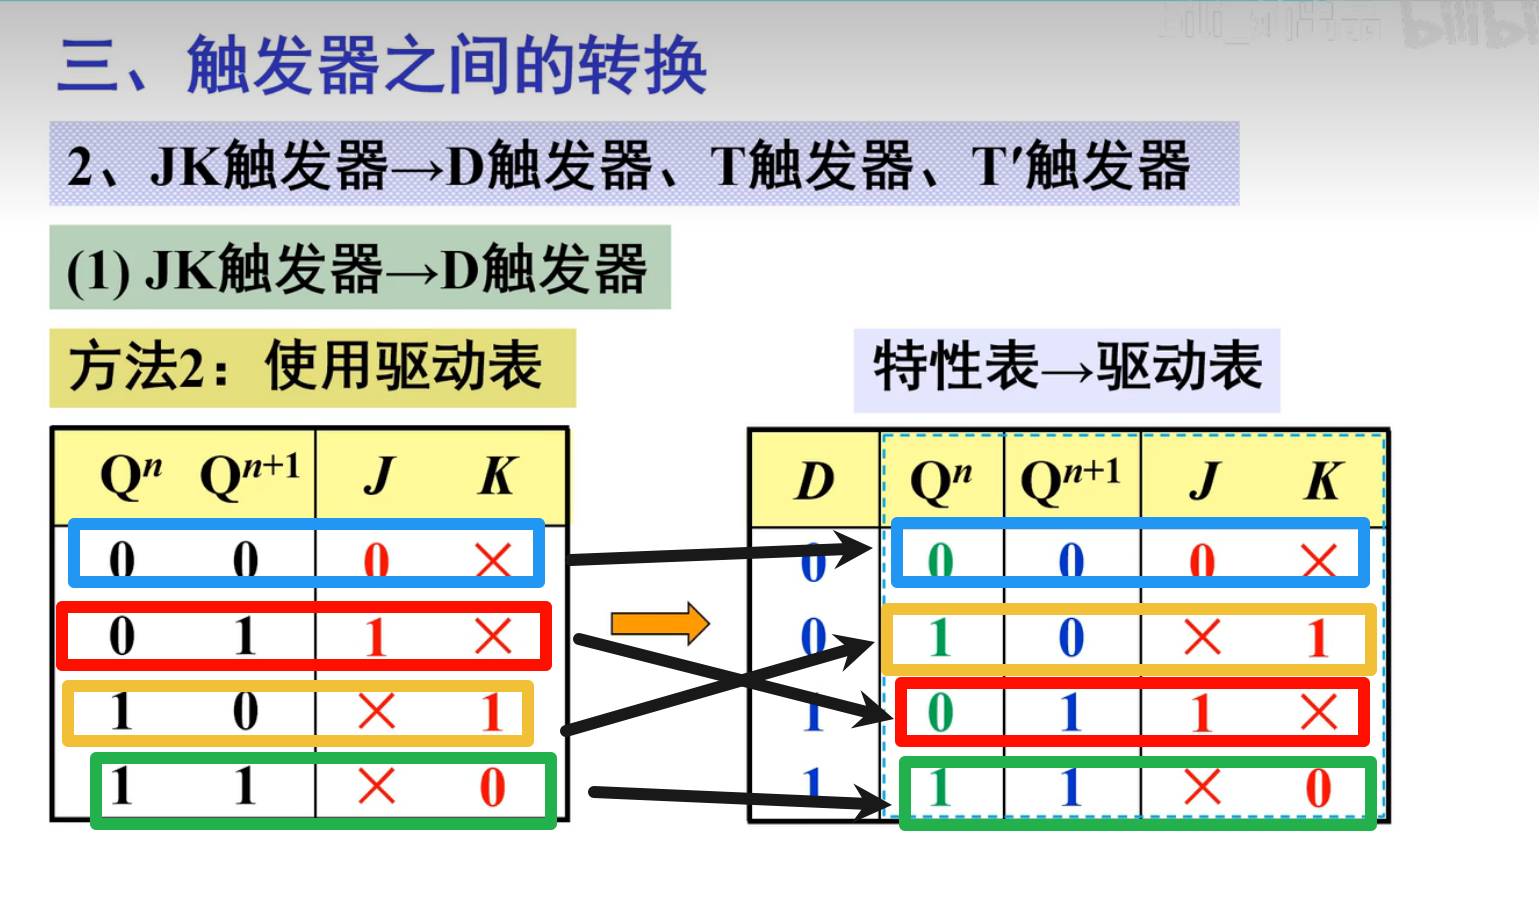 三、触发器之间的转换
2、JK触发器→D触发器、T触发器、T′触发器
(1) JK触发器→D触发器
方法2：使用驱动表
特性表→驱动表
Qⁿ Qⁿ⁺¹ J K
0 0 0 ×
0 1 1 ×
1 0 × 1
1 1 × 0
D Qⁿ Qⁿ⁺¹ J K
0 0 0 0 ×
0 1 0 × 1
1 0 1 1 ×
1 1 1 × 0